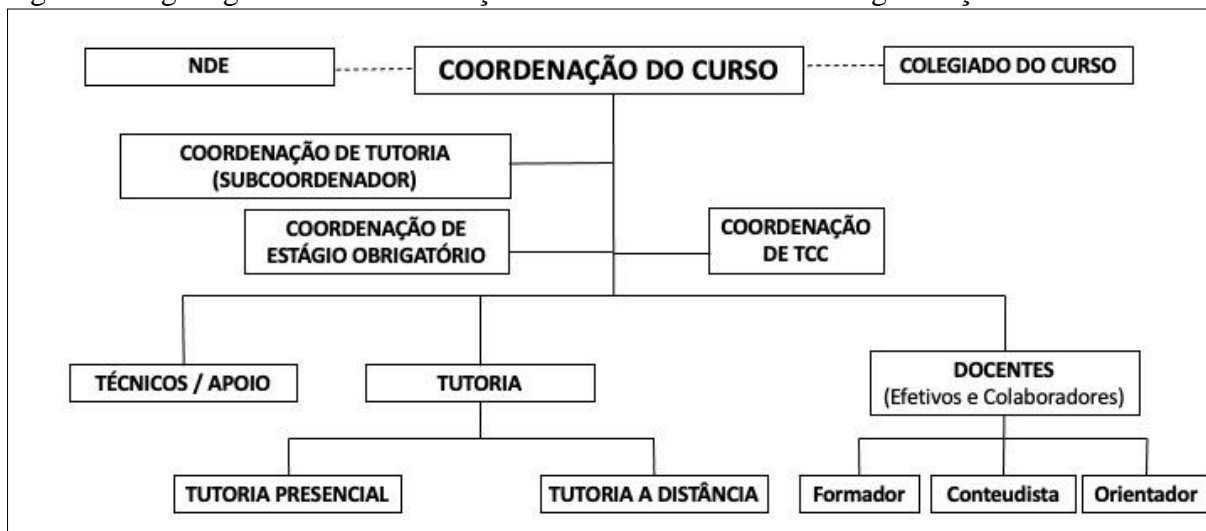 NDE
COORDENAÇÃO DO CURSO
COLEGIADO DO CURSO
COORDENAÇÃO DE TUTORIA
(SUBCOORDENADOR)
COORDENAÇÃO DE
ESTÁGIO OBRIGATÓRIO
COORDENAÇÃO
DE TCC
TÉCNICOS / APOIO
TUTORIA
DOCENTES
(Efetivos e Colaboradores)
TUTORIA PRESENCIAL
TUTORIA A DISTÂNCIA
Formador
Conteudista
Orientador